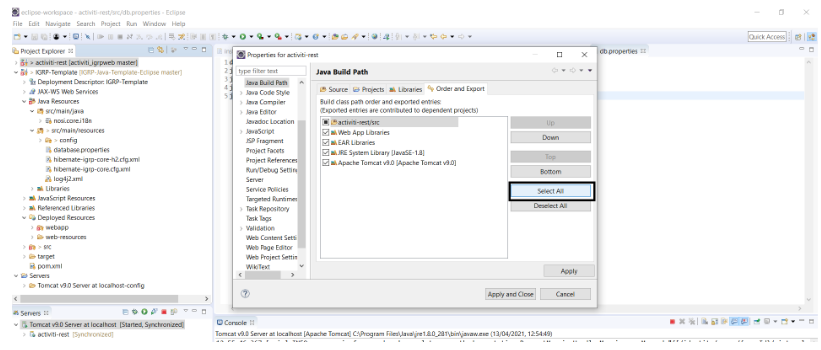 eclipse-workspace - activiti-rest/src/db.properties - Eclipse
File Edit Navigate Search Project Run Window Help
Quick Access
Project Explorer
> activiti-rest [activiti_igrpweb master]
IGRP-Template [IGRP-Java-Template-Eclipse master]
Deployment Descriptor: IGRP-Template
JAX-WS Web Services
Java Resources
src/main/java
nosi.core.i18n
src/main/resources
> config
database.properties
hibernate-igrp-core-h2.cfg.xml
hibernate-igrp-core.cfg.xml
log4j2.xml
Libraries
JavaScript Resources
Referenced Libraries
Deployed Resources
webapp
web-resources
> src
target
pom.xml
Servers
Tomcat v9.0 Server at localhost-config
db.properties
1
2
3
4
5
Properties for activiti-rest
type filter text
Java Build Path
Java Code Style
Java Compiler
Java Editor
Javadoc Location
JavaScript
JSP Fragment
Project Facets
Project References
Run/Debug Settin
Server
Service Policies
Targeted Runtimes
Task Repository
Task Tags
Validation
Web Content Setti
Web Page Editor
Web Project Settin
WikiText
Java Build Path
Source Projects Libraries Order and Export
Build class path order and exported entries:
(Exported entries are contributed to dependent projects)
activiti-rest/src
Web App Libraries
EAR Libraries
JRE System Library [JavaSE-1.8]
Apache Tomcat v9.0 [Apache Tomcat v9.0]
Up
Down
Top
Bottom
Select All
Deselect All
Apply
Apply and Close Cancel
Servers
Tomcat v9.0 Server at localhost [Started, Synchronized]
activiti-rest [Synchronized]
Console
Tomcat v9.0 Server at localhost [Apache Tomcat] C:\Program Files\Java\jre1.8.0_281\bin\javaw.exe (13/04/2021, 12:54:49)